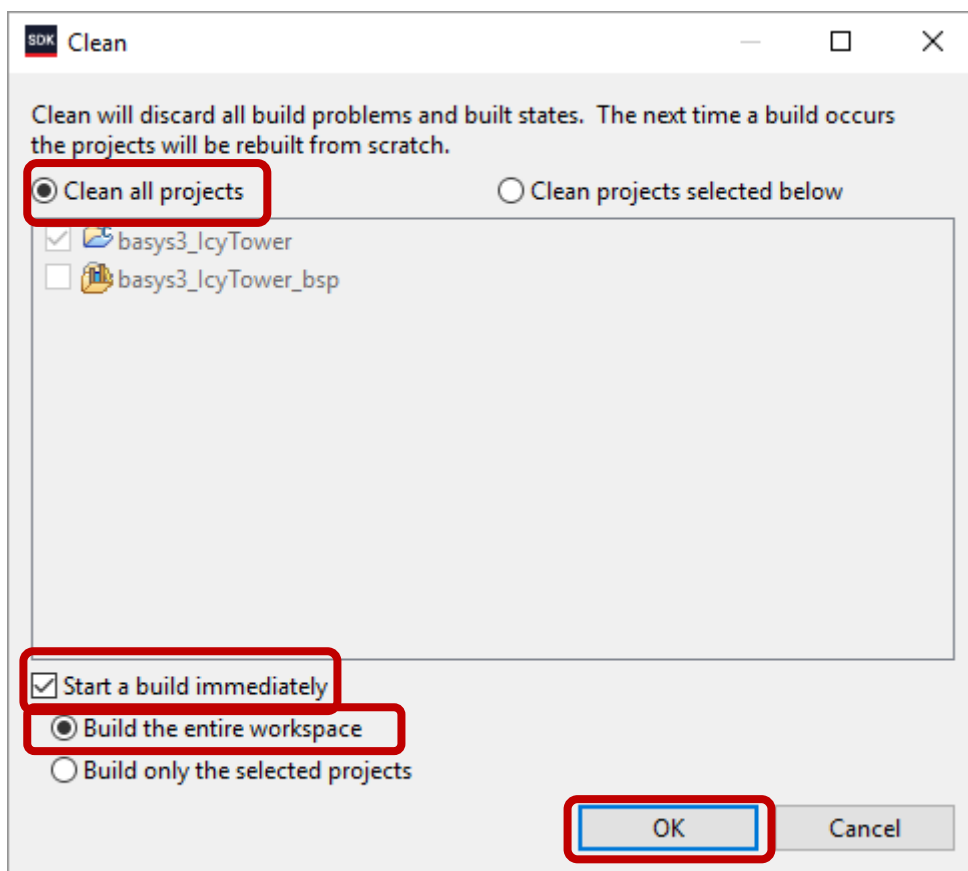 SDK Clean
Clean will discard all build problems and built states. The next time a build occurs
the projects will be rebuilt from scratch.
Clean all projects Clean projects selected below
basys3_IcyTower
basys3_IcyTower_bsp
Start a build immediately
Build the entire workspace
Build only the selected projects
OK Cancel